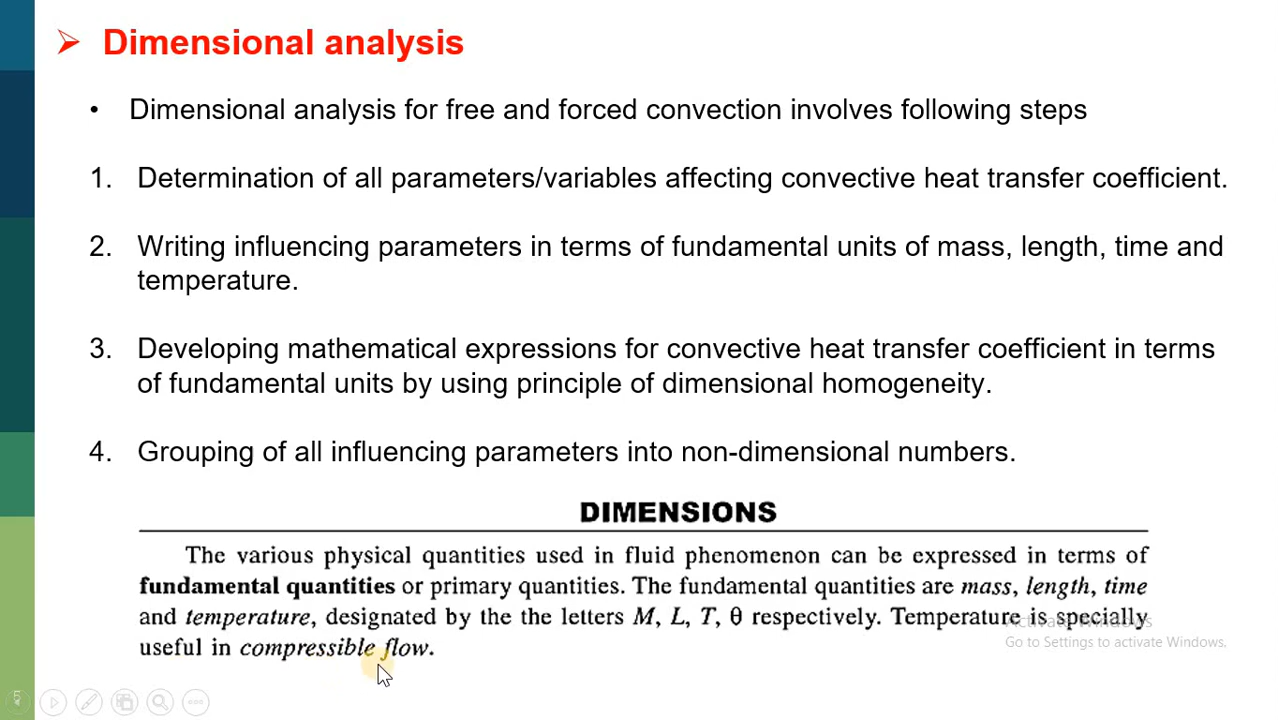 Dimensional analysis
• Dimensional analysis for free and forced convection involves following steps
1. Determination of all parameters/variables affecting convective heat transfer coefficient.
2. Writing influencing parameters in terms of fundamental units of mass, length, time and
temperature.
3. Developing mathematical expressions for convective heat transfer coefficient in terms
of fundamental units by using principle of dimensional homogeneity.
4. Grouping of all influencing parameters into non-dimensional numbers.
DIMENSIONS
The various physical quantities used in fluid phenomenon can be expressed in terms of
fundamental quantities or primary quantities. The fundamental quantities are mass, length, time
and temperature, designated by the the letters M, L, T, θ respectively. Temperature is specially
useful in compressible flow.
Activate Windows
Go to Settings to activate Windows.
5